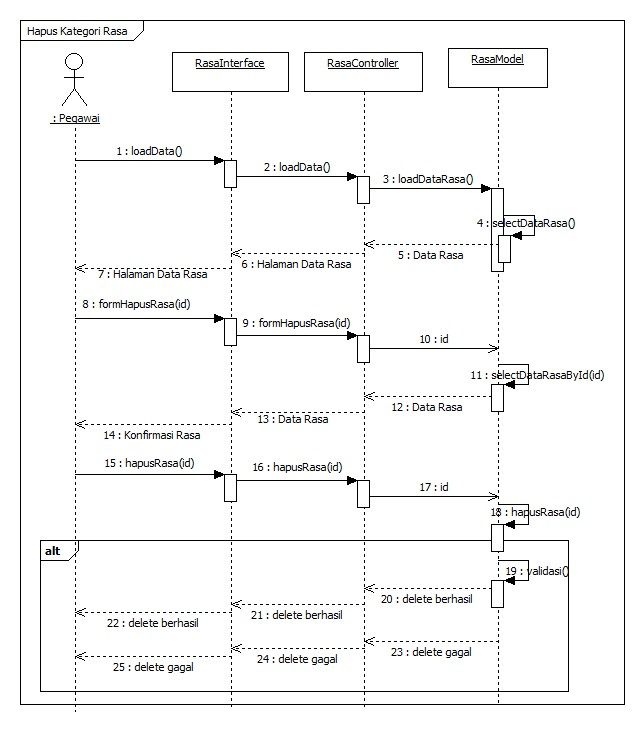 Hapus Kategori Rasa
RasaInterface
RasaController
RasaModel
: Pegawai
1 : loadData()
2 : loadData()
3 : loadDataRasa()
4 : selectDataRasa()
5 : Data Rasa
6 : Halaman Data Rasa
7 : Halaman Data Rasa
8 : formHapusRasa(id)
9 : formHapusRasa(id)
10 : id
11 : selectDataRasaById(id)
12 : Data Rasa
13 : Data Rasa
14 : Konfirmasi Rasa
15 : hapusRasa(id)
16 : hapusRasa(id)
17 : id
18 : hapusRasa(id)
alt
19 : validasi()
20 : delete berhasil
21 : delete berhasil
22 : delete berhasil
23 : delete gagal
24 : delete gagal
25 : delete gagal